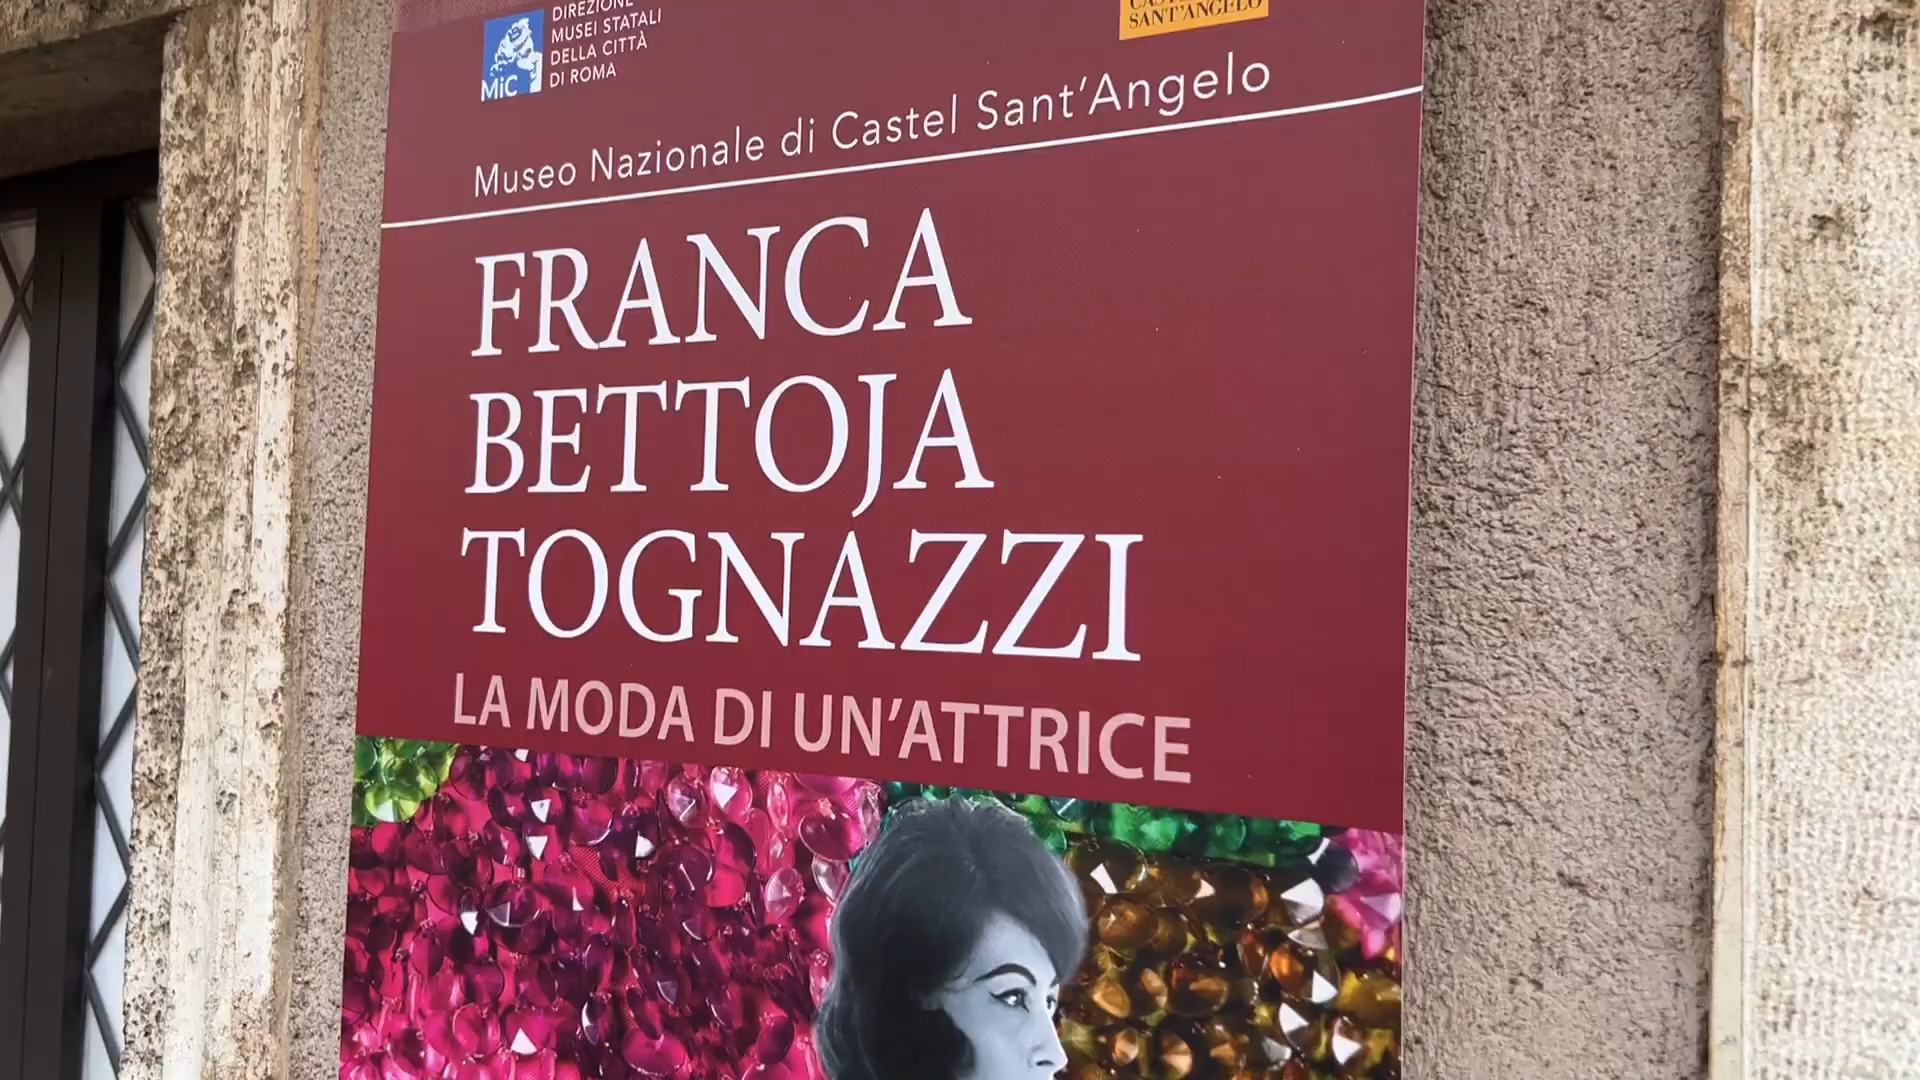 DIREZIONE
MUSEI STATALI
DELLA CITTÀ
DI ROMA
MiC
SANT'ANGELO
Museo Nazionale di Castel Sant'Angelo
FRANCA
BETTOJA
TOGNAZZI
LA MODA DI UN'ATTRICE